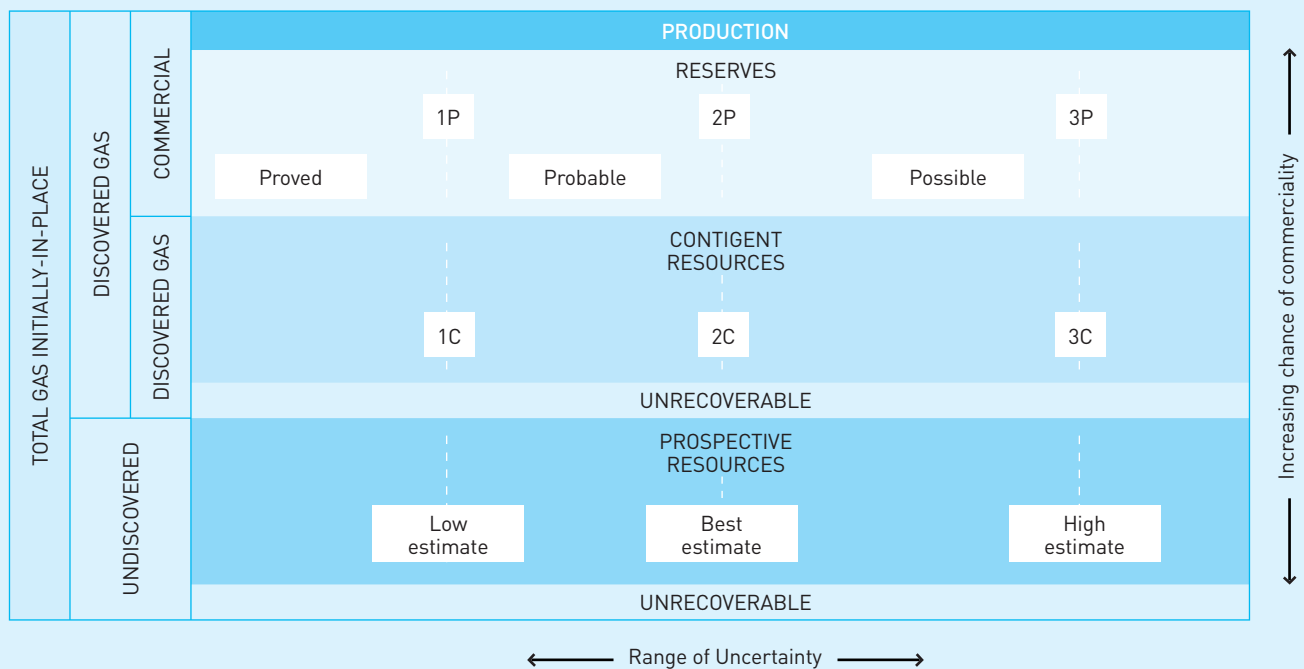 TOTAL GAS INITIALLY-IN-PLACE
DISCOVERED GAS
COMMERCIAL
PRODUCTION
RESERVES
1P
2P
3P
Proved
Probable
Possible
DISCOVERED GAS
CONTIGENT
RESOURCES
1C
2C
3C
UNRECOVERABLE
UNDISCOVERED
PROSPECTIVE
RESOURCES
Low
estimate
Best
estimate
High
estimate
UNRECOVERABLE
Increasing chance of commerciality
Range of Uncertainty